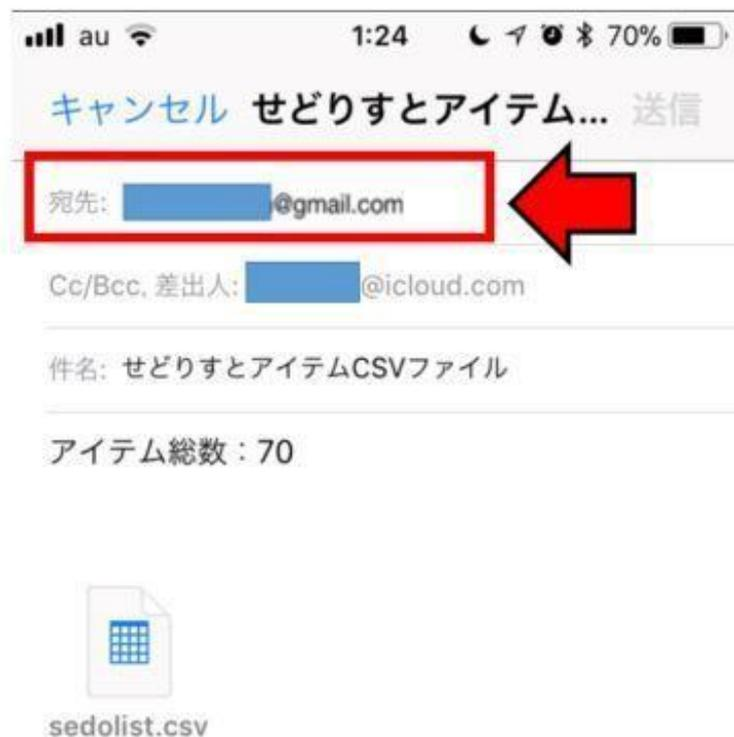 au 1:24 70%
キャンセル せどりすとアイテム... 送信
宛先: @gmail.com
Cc/Bcc, 差出人: @icloud.com
件名: せどりすとアイテムCSVファイル
アイテム総数：70
sedolist.csv